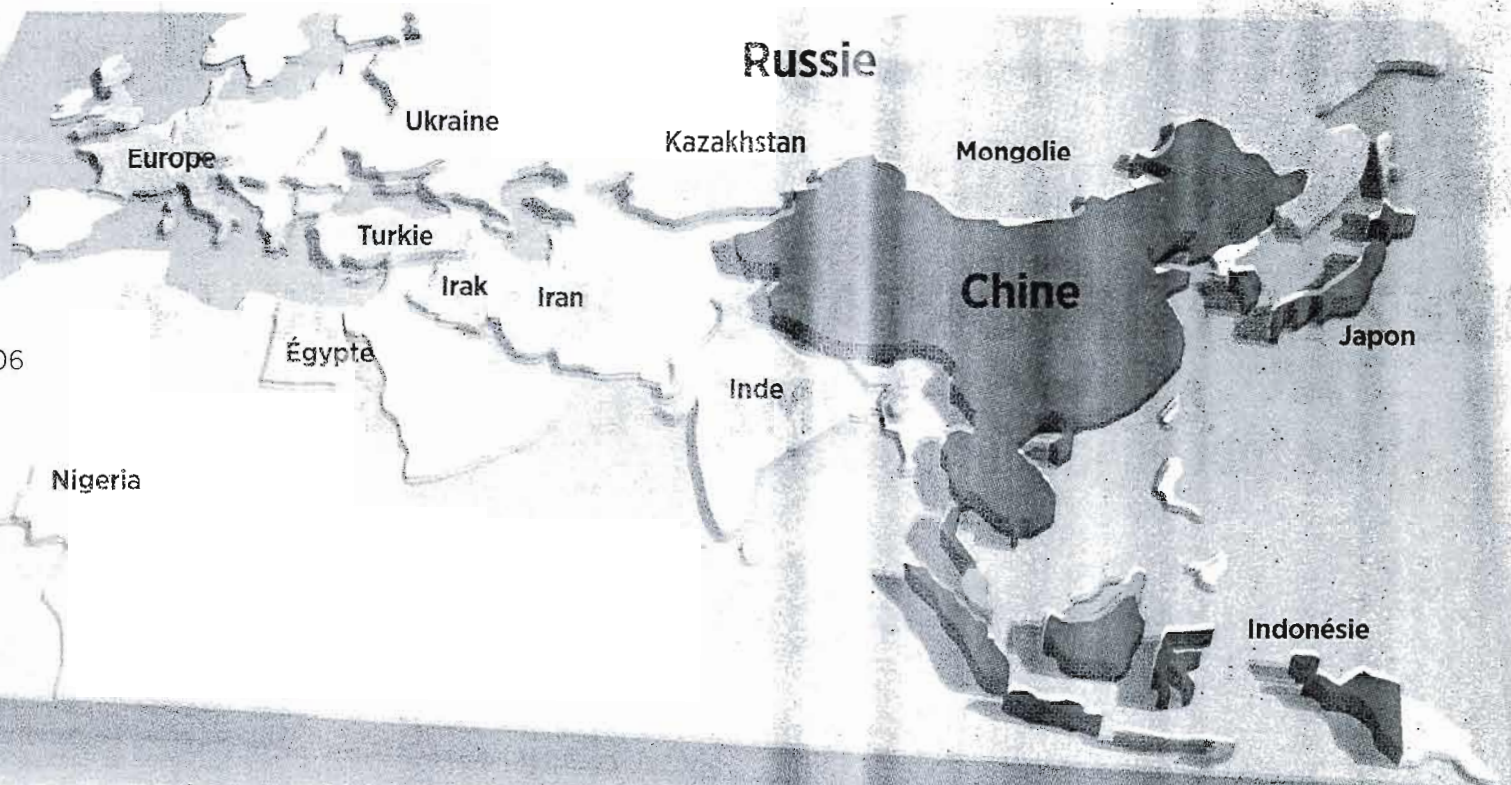 Russie
Ukraine
Kazakhstan
Mongolie
Europe
Turkie
Irak
Iran
Chine
Japon
Égypte
06
Inde
Nigeria
Indonésie